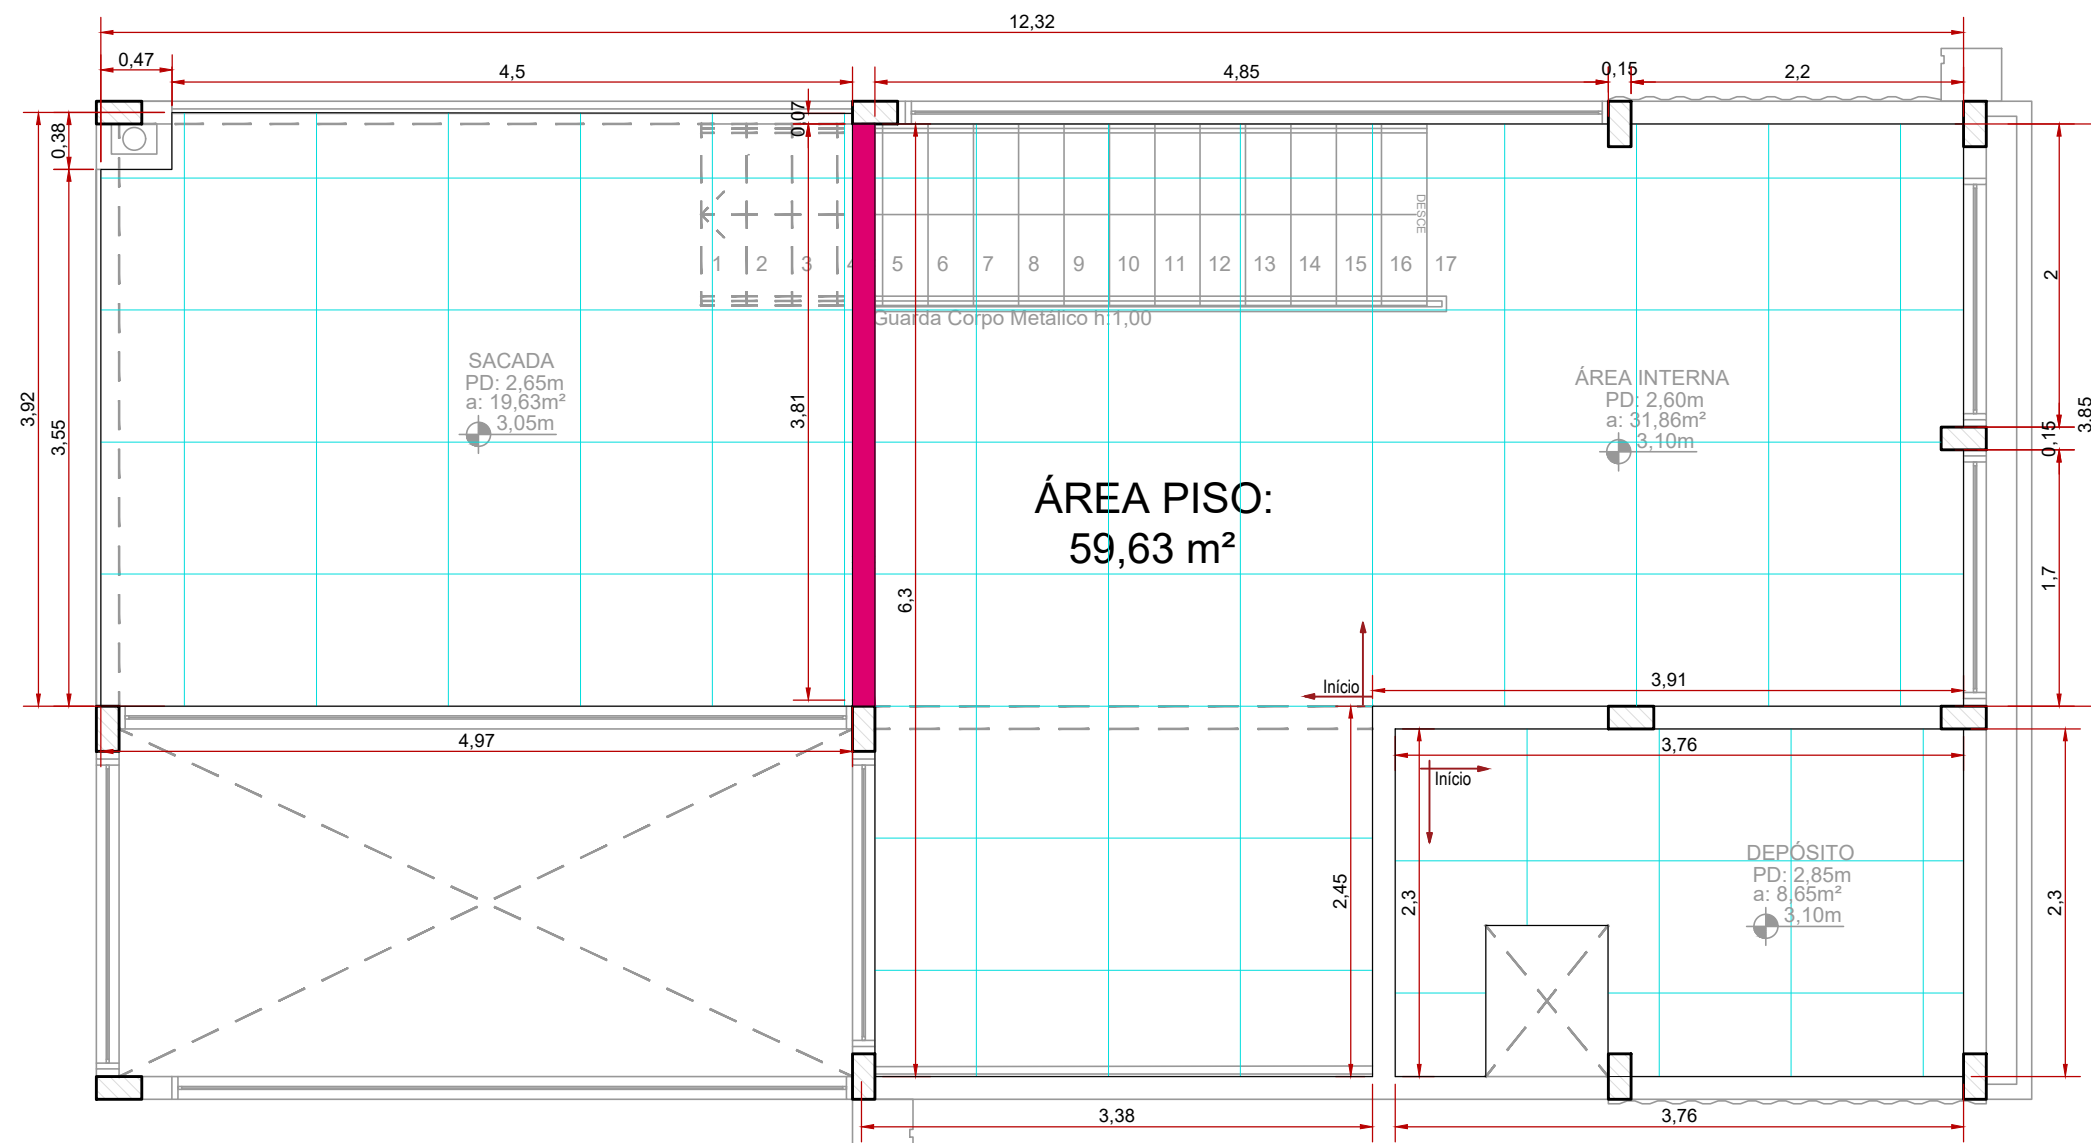 12,32
0,47
4,5
4,85
0,15
2,2
0,38
0,07
DESCE
1
2
3
4
5
6
7
8
9
10
11
12
13
14
15
16
17
2
Guarda Corpo Metálico h:1,00
SACADA
PD: 2,65m
a: 19,63m²
3,05m
ÁREA INTERNA
PD: 2,60m
a: 31,86m²
3,10m
3,92
3,55
3,81
3,85
0,15
ÁREA PISO:
59,63 m²
6,3
1,7
Início
3,91
4,97
3,76
Início
2,45
2,3
DEPÓSITO
PD: 2,85m
a: 8,65m²
3,10m
2,3
3,38
3,76